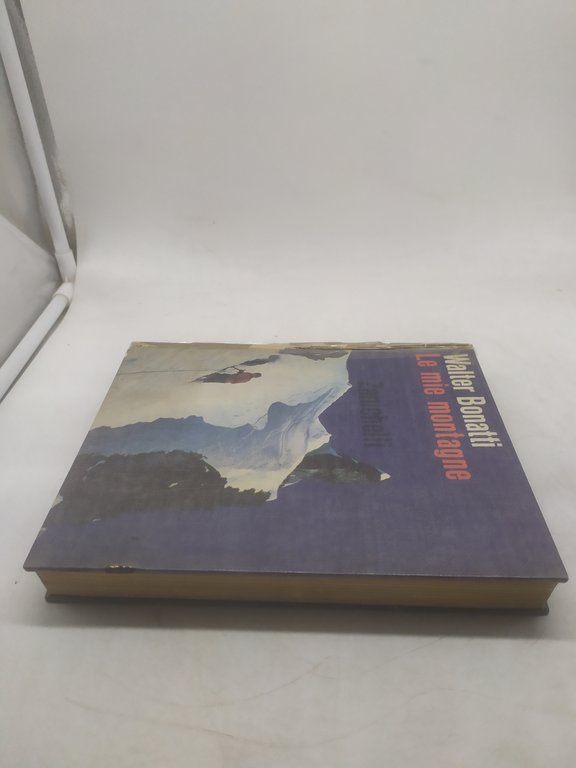 Walter Bonatti
Le mie montagne
Zanichelli